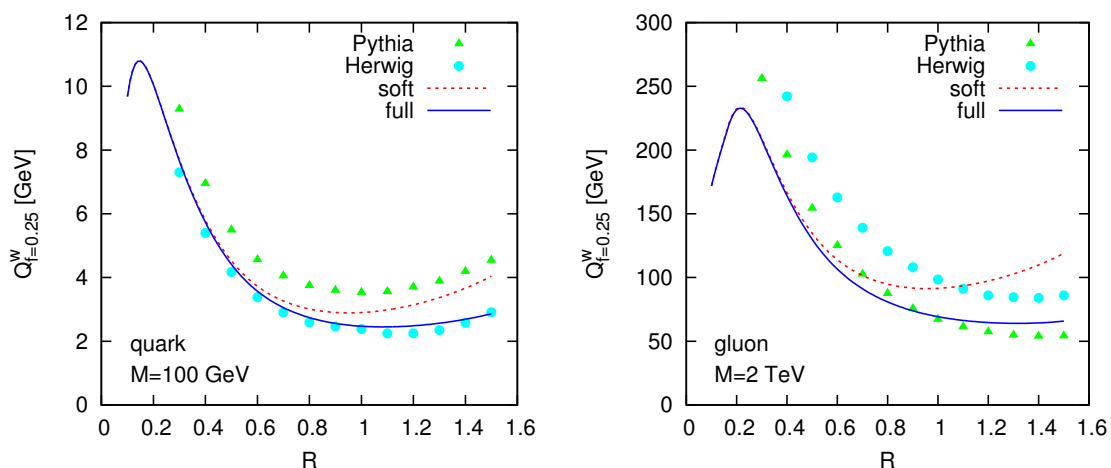 12
10
8
6
4
2
0
0
0.2
0.4
0.6
0.8
1
1.2
1.4
1.6
Q^w_{f=0.25} [GeV]
R
Pythia
Herwig
soft
full
quark
M=100 GeV
300
250
200
150
100
50
0
0
0.2
0.4
0.6
0.8
1
1.2
1.4
1.6
Q^w_{f=0.25} [GeV]
R
Pythia
Herwig
soft
full
gluon
M=2 TeV